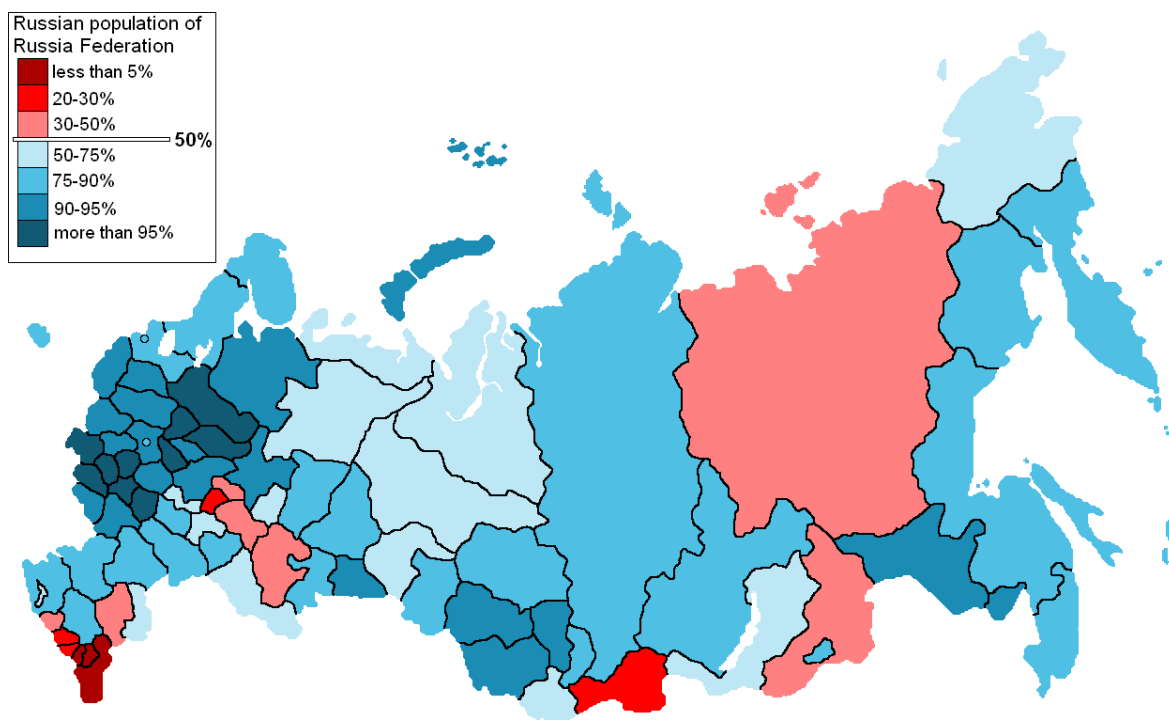 Russian population of
Russia Federation
less than 5%
20-30%
30-50%
50%
50-75%
75-90%
90-95%
more than 95%